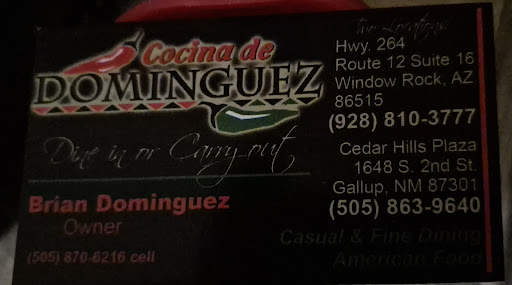 Cocina de
DOMINGUEZ
Dine in or Carry out
Brian Dominguez
Owner
(505) 870-6216 cell
Two Locations
Hwy. 264
Route 12 Suite 16
Window Rock, AZ
86515
(928) 810-3777
Cedar Hills Plaza
1648 S. 2nd St.
Gallup, NM 87301
(505) 863-9640
Casual & Fine Dining
American Food